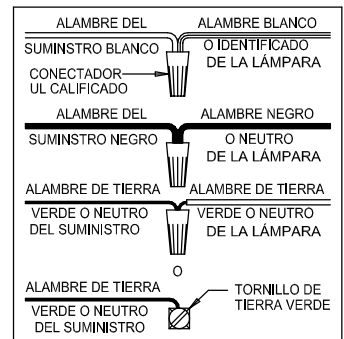 ALAMBRE DEL
SUMINSTRO BLANCO
ALAMBRE BLANCO
O IDENTIFICADO
DE LA LÁMPARA
CONECTADOR
UL CALIFICADO
ALAMBRE DEL
SUMINSTRO NEGRO
ALAMBRE NEGRO
O NEUTRO
DE LA LÁMPARA
ALAMBRE DE TIERRA
VERDE O NEUTRO
DEL SUMINISTRO
ALAMBRE DE TIERRA
VERDE O NEUTRO
DE LA LÁMPARA
O
ALAMBRE DE TIERRA
VERDE O NEUTRO
DEL SUMINISTRO
TORNILLO DE
TIERRA VERDE